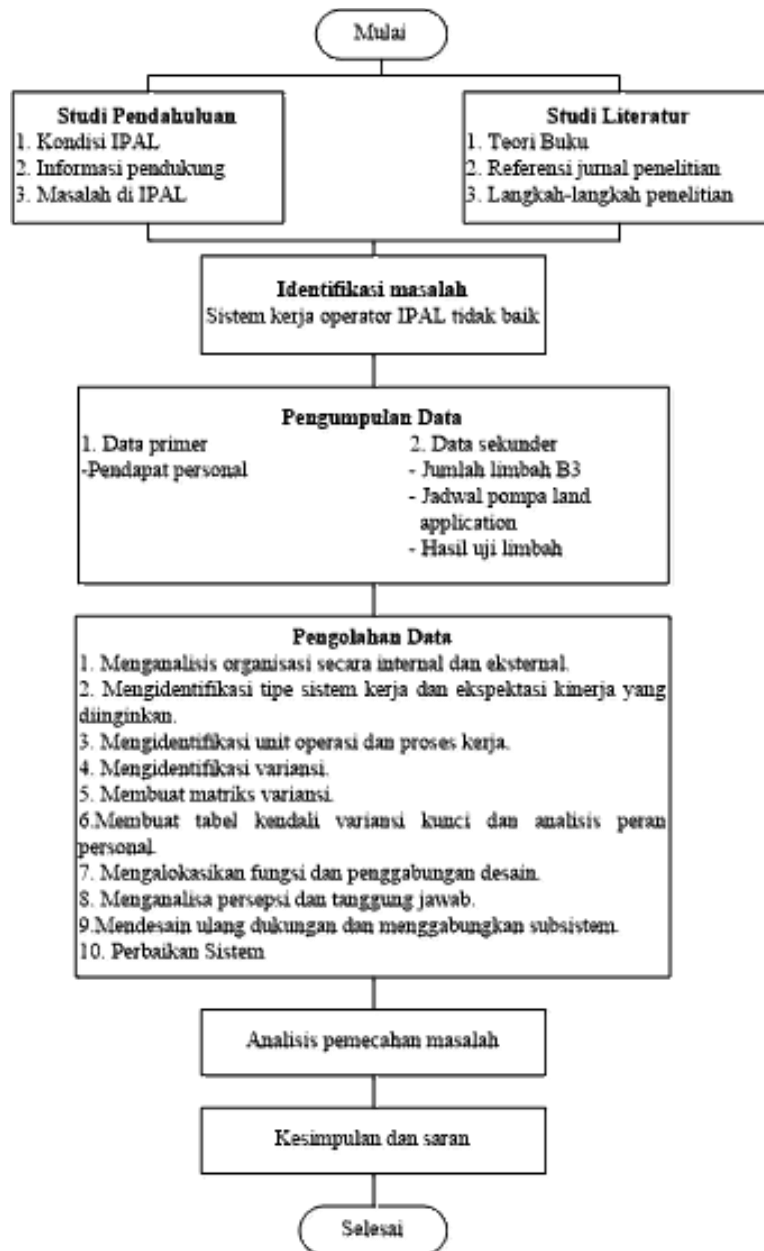 Mulai
Studi Pendahuluan
1. Kondisi IPAL
2. Informasi pendukung
3. Masalah di IPAL
Studi Literatur
1. Teori Buku
2. Referensi jurnal penelitian
3. Langkah-langkah penelitian
Identifikasi masalah
Sistem kerja operator IPAL tidak baik
Pengumpulan Data
1. Data primer
-Pendapat personal
2. Data sekunder
- Jumlah limbah B3
- Jadwal pompa land
application
- Hasil uji limbah
Pengolahan Data
1. Menganalisis organisasi secara internal dan eksternal.
2. Mengidentifikasi tipe sistem kerja dan ekspektasi kinerja yang
diinginkan.
3. Mengidentifikasi unit operasi dan proses kerja.
4. Mengidentifikasi variansi.
5. Membuat matriks variansi.
6.Membuat tabel kendali variansi kunci dan analisis peran
personal.
7. Mengalokasikan fungsi dan penggabungan desain.
8. Menganalisa persepsi dan tanggung jawab.
9.Mendesain ulang dukungan dan menggabungkan subsistem.
10. Perbaikan Sistem
Analisis pemecahan masalah
Kesimpulan dan saran
Selesai